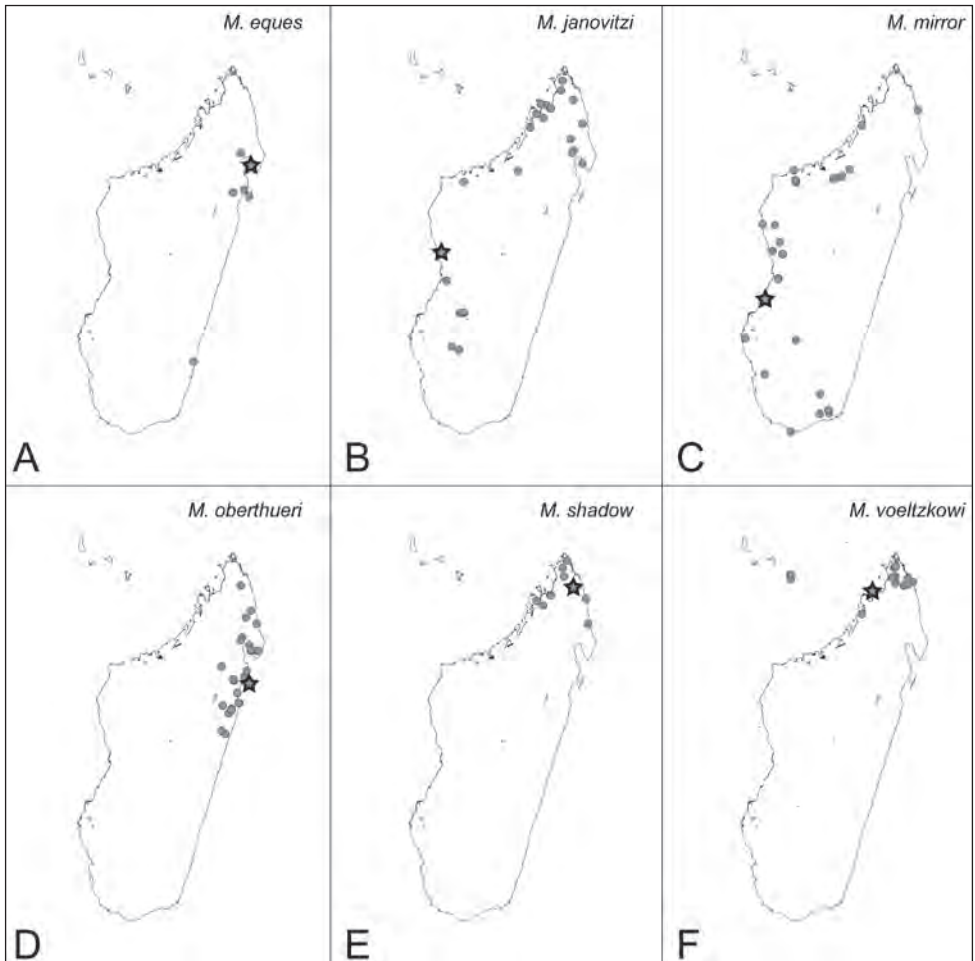 M. eques
M. janovitzi
M. mirror
A
B
C
M. oberthueri
M. shadow
M. voeltzkowi
D
E
F